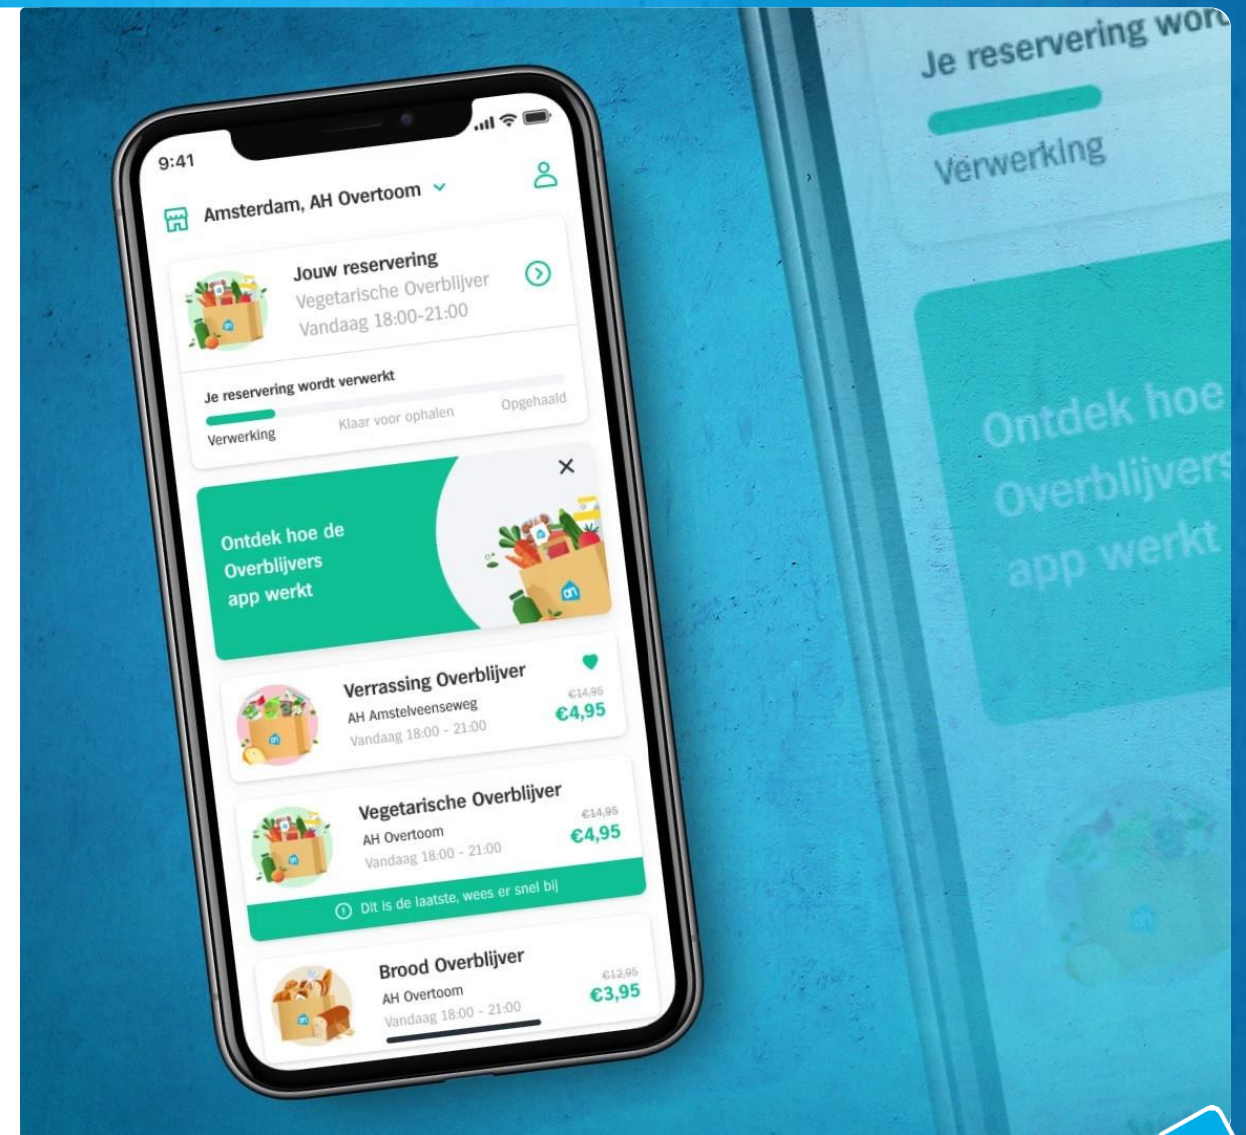 9:41
Amsterdam, AH Overtoom
Jouw reservering
Vegetarische Overblijver
Vandaag 18:00-21:00
Je reservering wordt verwerkt
Verwerking
Klaar voor ophalen
Opgehaald
Ontdek hoe de
Overblijvers
app werkt
Verrassing Overblijver
AH Amstelveenseweg
€14,95
Vandaag 18:00 - 21:00
€4,95
Vegetarische Overblijver
AH Overtoom
€14,95
Vandaag 18:00 - 21:00
€4,95
Dit is de laatste, wees er snel bij
Brood Overblijver
AH Overtoom
€12,95
Vandaag 18:00 - 21:00
€3,95
Je reservering
Verwerking
Ontdek hoe
Overblijvers
app werkt